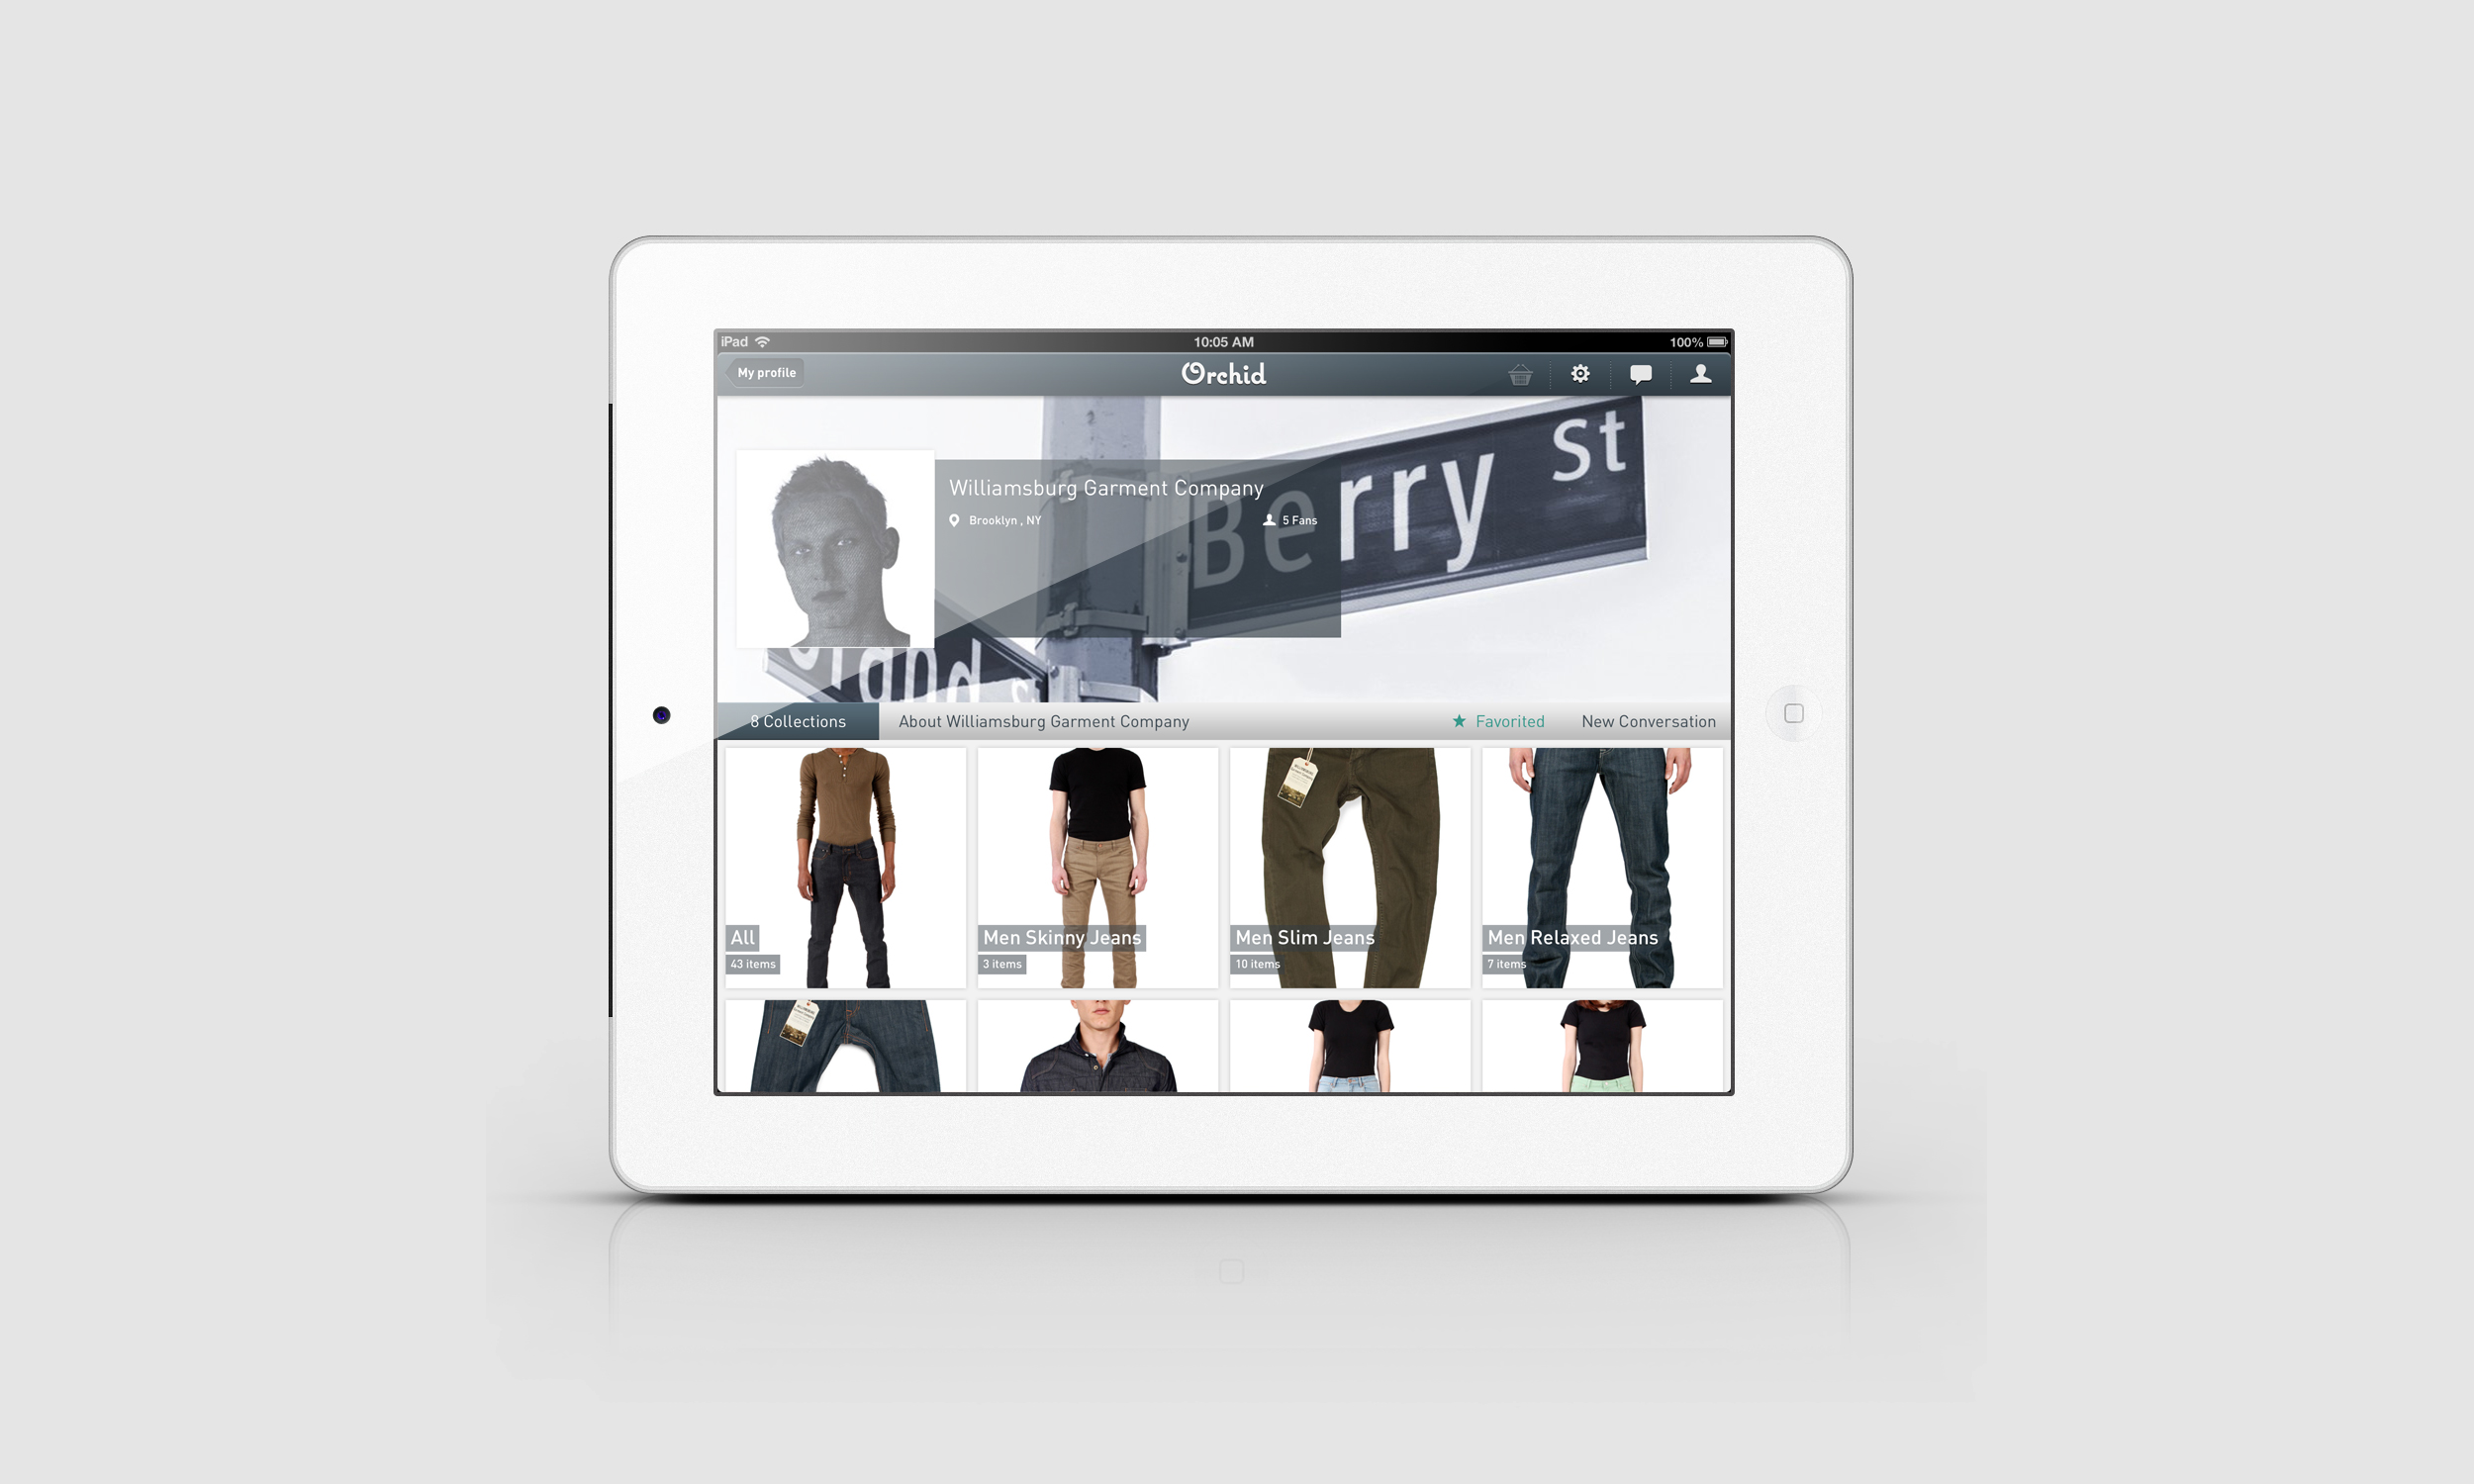 iPad 10:05 AM 100%
My profile Orchid
Berry St
Williamsburg Garment Company
Brooklyn , NY 5 Fans
Grand St
8 Collections About Williamsburg Garment Company ★ Favorited New Conversation
All Men Skinny Jeans Men Slim Jeans Men Relaxed Jeans
43 items 3 items 10 items 7 items